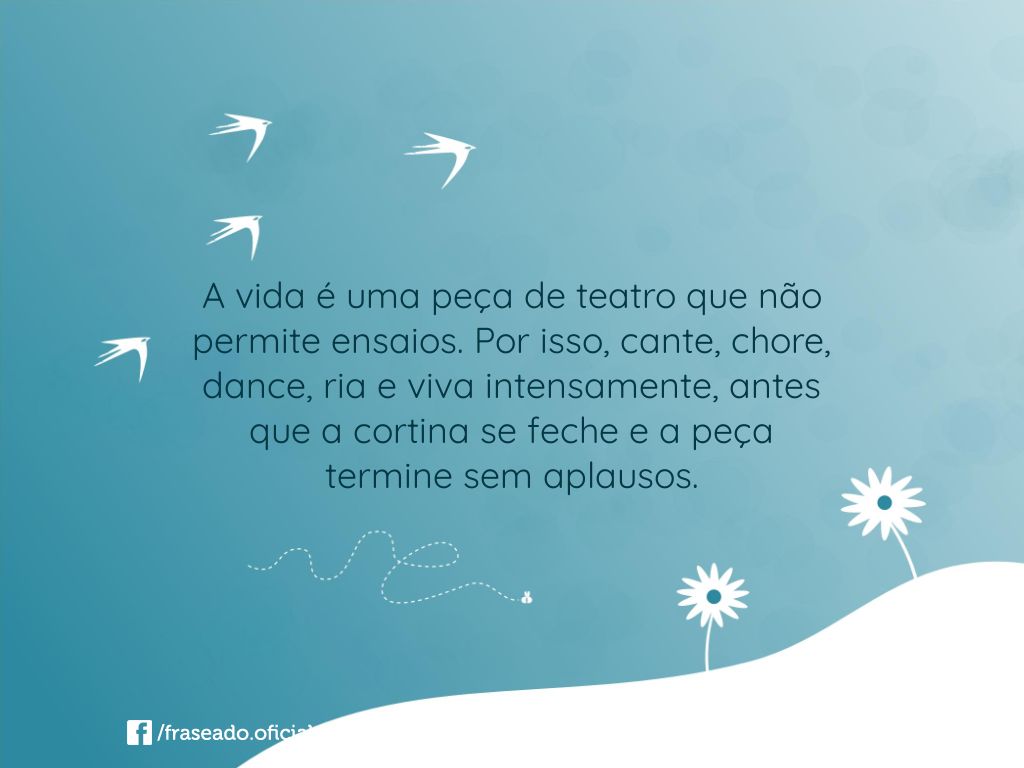 A vida é uma peça de teatro que não
permite ensaios. Por isso, cante, chore,
dance, ria e viva intensamente, antes
que a cortina se feche e a peça
termine sem aplausos.
/fraseado.oficial